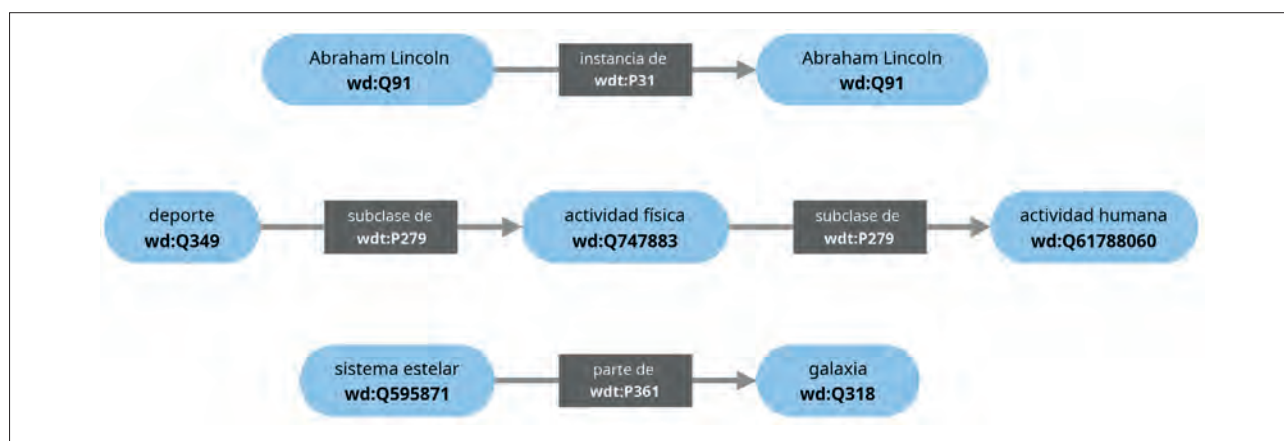 Abraham Lincoln
wd:Q91
instancia de
wdt:P31
Abraham Lincoln
wd:Q91
deporte
wd:Q349
subclase de
wdt:P279
actividad física
wd:Q747883
subclase de
wdt:P279
actividad humana
wd:Q61788060
sistema estelar
wd:Q595871
parte de
wdt:P361
galaxia
wd:Q318